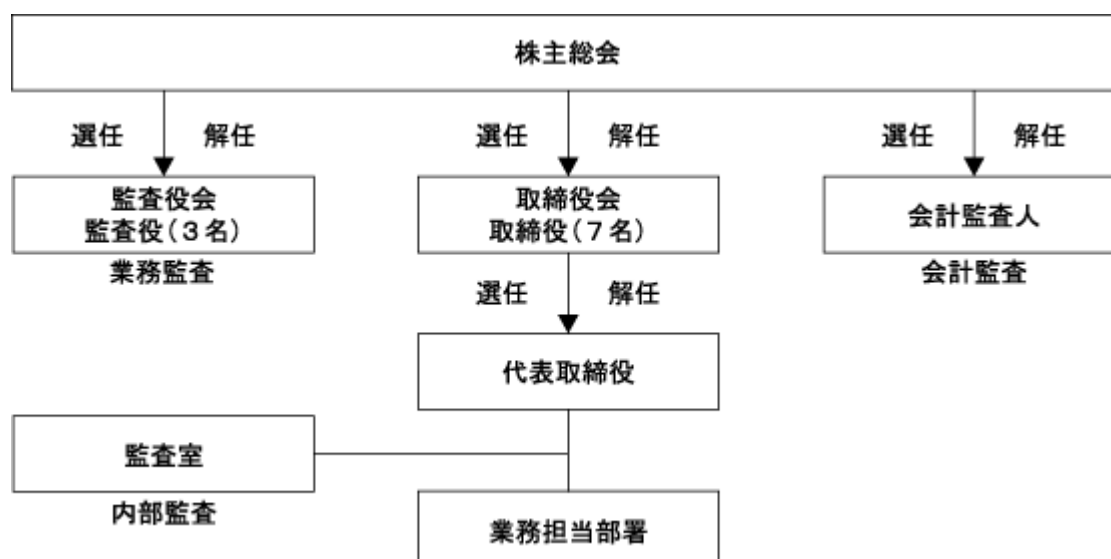 株主総会
選任 解任 選任 解任 選任 解任
監査役会
監査役(3名)
業務監査
取締役会
取締役(7名)
会計監査人
会計監査
選任 解任
代表取締役
監査室
内部監査
業務担当部署